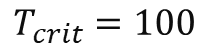 T_crit = 100